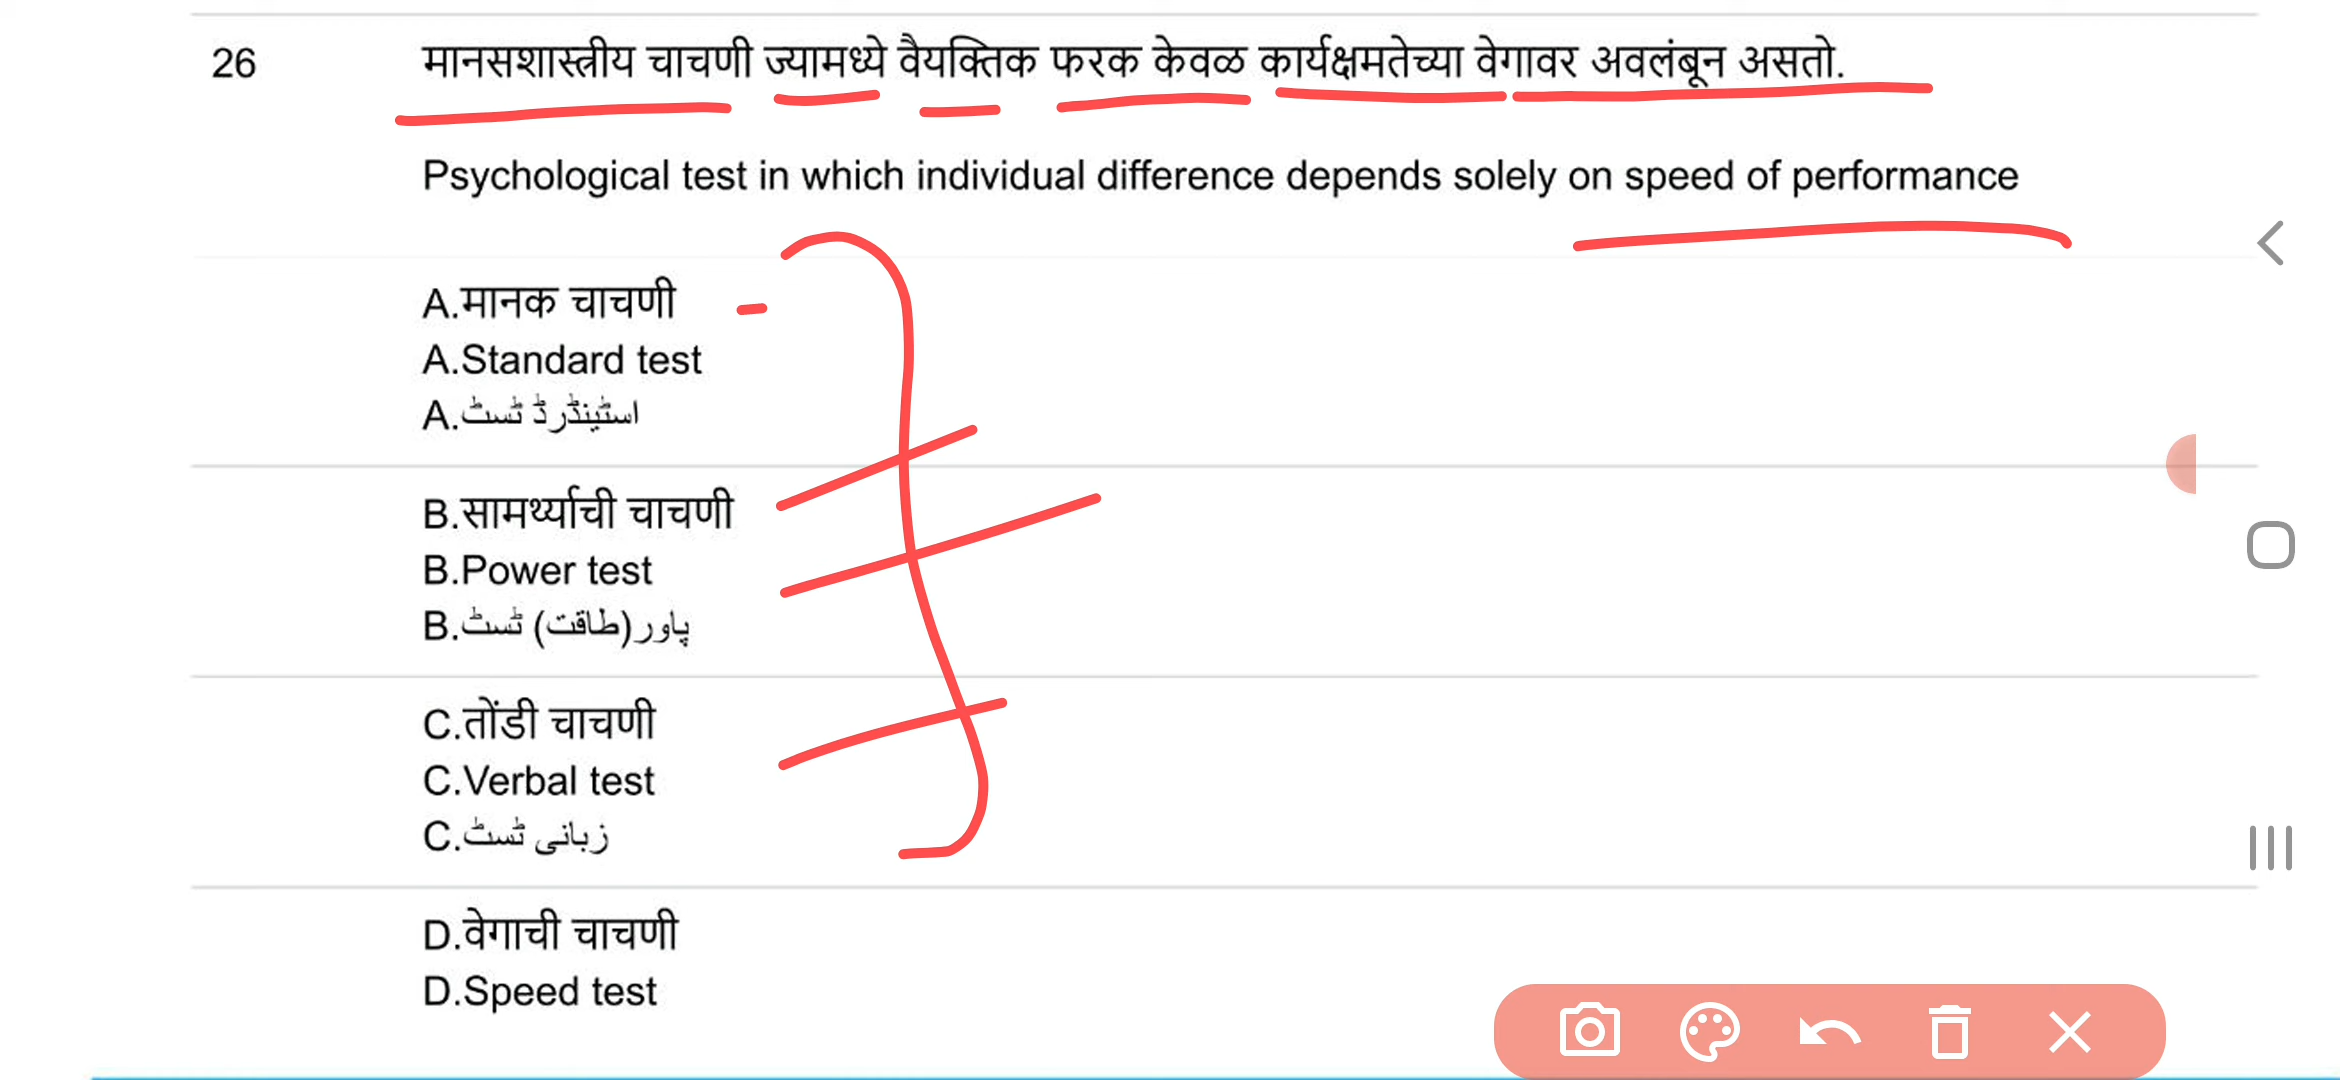 26 मानसशास्त्रीय चाचणी ज्यामध्ये वैयक्तिक फरक केवळ कार्यक्षमतेच्या वेगावर अवलंबून असतो.
Psychological test in which individual difference depends solely on speed of performance
A.मानक चाचणी
A.Standard test
A.اسٹینڈرڈ ٹسٹ
B.सामर्थ्याची चाचणी
B.Power test
B.پاور(طاقت) ٹسٹ
C.तोंडी चाचणी
C.Verbal test
C.زبانی ٹسٹ
D.वेगाची चाचणी
D.Speed test